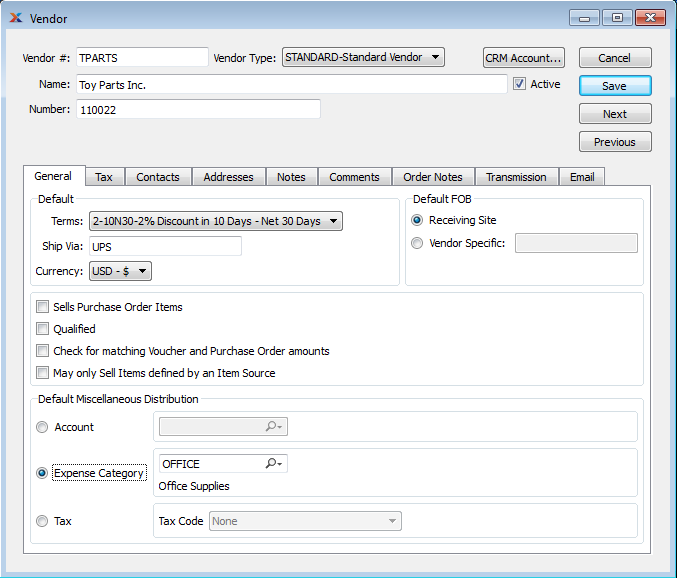 Vendor
Vendor #: TPARTS Vendor Type: STANDARD-Standard Vendor CRM Account... Cancel
Name: Toy Parts Inc. Active Save
Number: 110022 Next
Previous
General Tax Contacts Addresses Notes Comments Order Notes Transmission Email
Default Default FOB
Terms: 2-10N30-2% Discount in 10 Days - Net 30 Days Receiving Site
Ship Via: UPS Vendor Specific:
Currency: USD - $
Sells Purchase Order Items
Qualified
Check for matching Voucher and Purchase Order amounts
May only Sell Items defined by an Item Source
Default Miscellaneous Distribution
Account
Expense Category OFFICE
Office Supplies
Tax Tax Code None